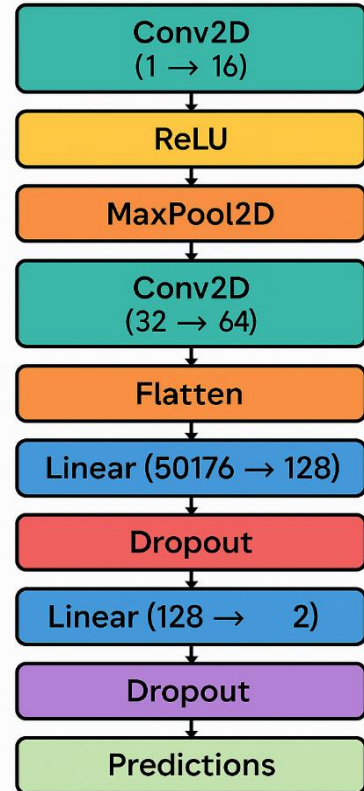 Conv2D
(1 → 16)
ReLU
MaxPool2D
Conv2D
(32 → 64)
Flatten
Linear (50176 → 128)
Dropout
Linear (128 → 2)
Dropout
Predictions